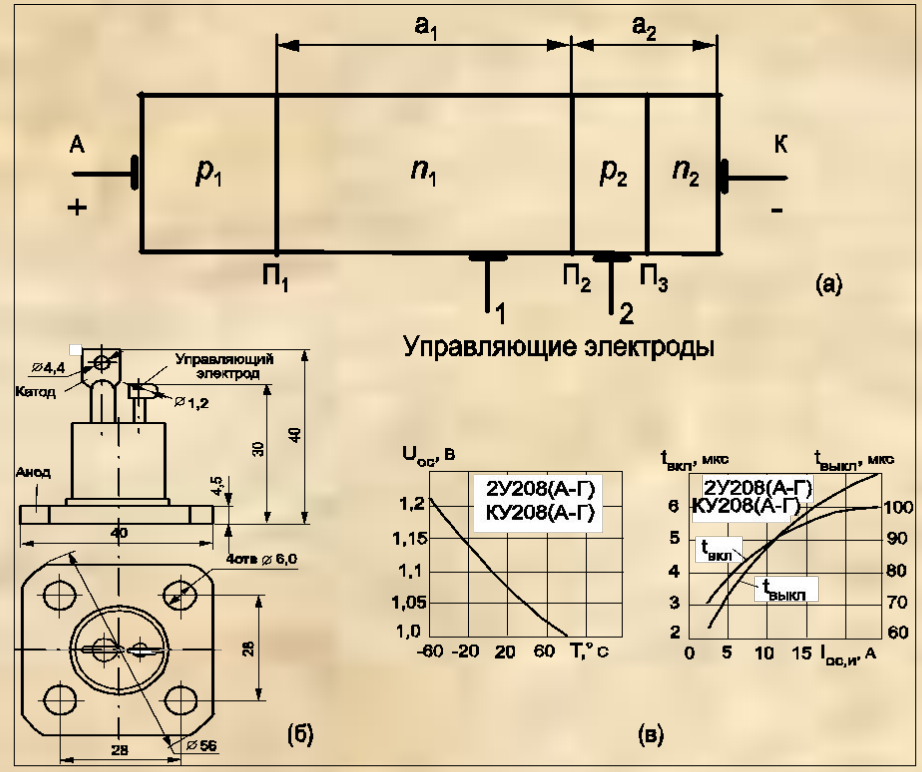 a₁ a₂
А К
p₁ n₁ p₂ n₂
+ -
П₁ П₂ П₃
1 2
(а)
Управляющие электроды
⌀4,4
Катод
Управляющий
электрод
⌀1,2
Анод
4,5
30
40
40
4отв ⌀ 6,0
28
⌀56
28
(б)
Uос, в
2У208(А-Г)
КУ208(А-Г)
1,2
1,15
1,1
1,05
1,0
-60 -20 20 60 T,° с
tвкл, мкс tвыкл, мкс
2У208(А-Г)
КУ208(А-Г)
6 100
5 90
4 80
3 70
2 60
tвкл
tвыкл
0 5 10 15 Iос,и, А
(в)